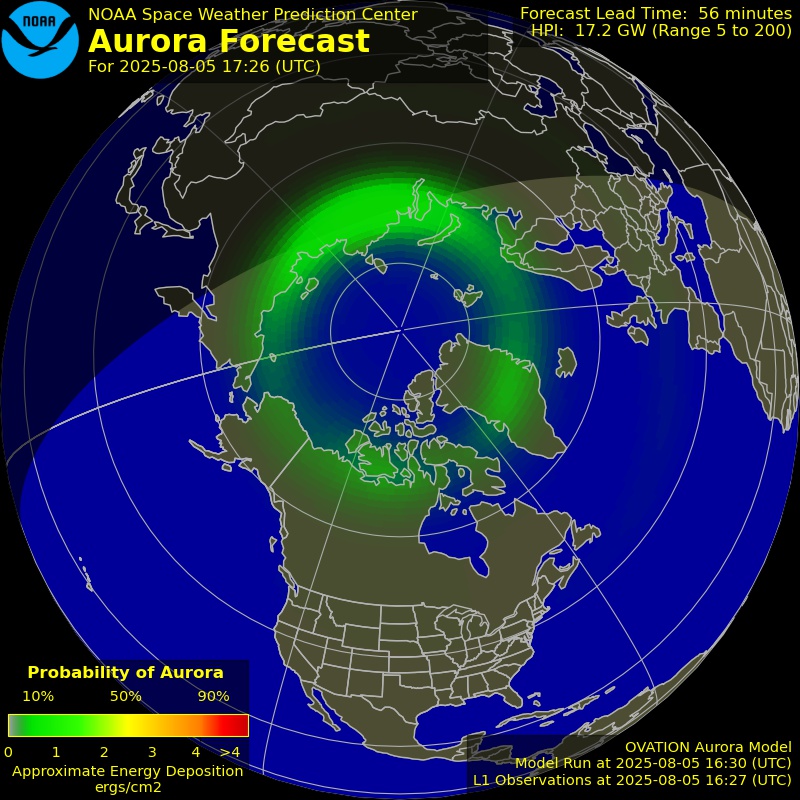 NOAA
NOAA Space Weather Prediction Center
Aurora Forecast
For 2025-08-05 17:26 (UTC)
Forecast Lead Time: 56 minutes
HPI: 17.2 GW (Range 5 to 200)
Probability of Aurora
10% 50% 90%
0 1 2 3 4 >4
Approximate Energy Deposition
ergs/cm2
OVATION Aurora Model
Model Run at 2025-08-05 16:30 (UTC)
L1 Observations at 2025-08-05 16:27 (UTC)